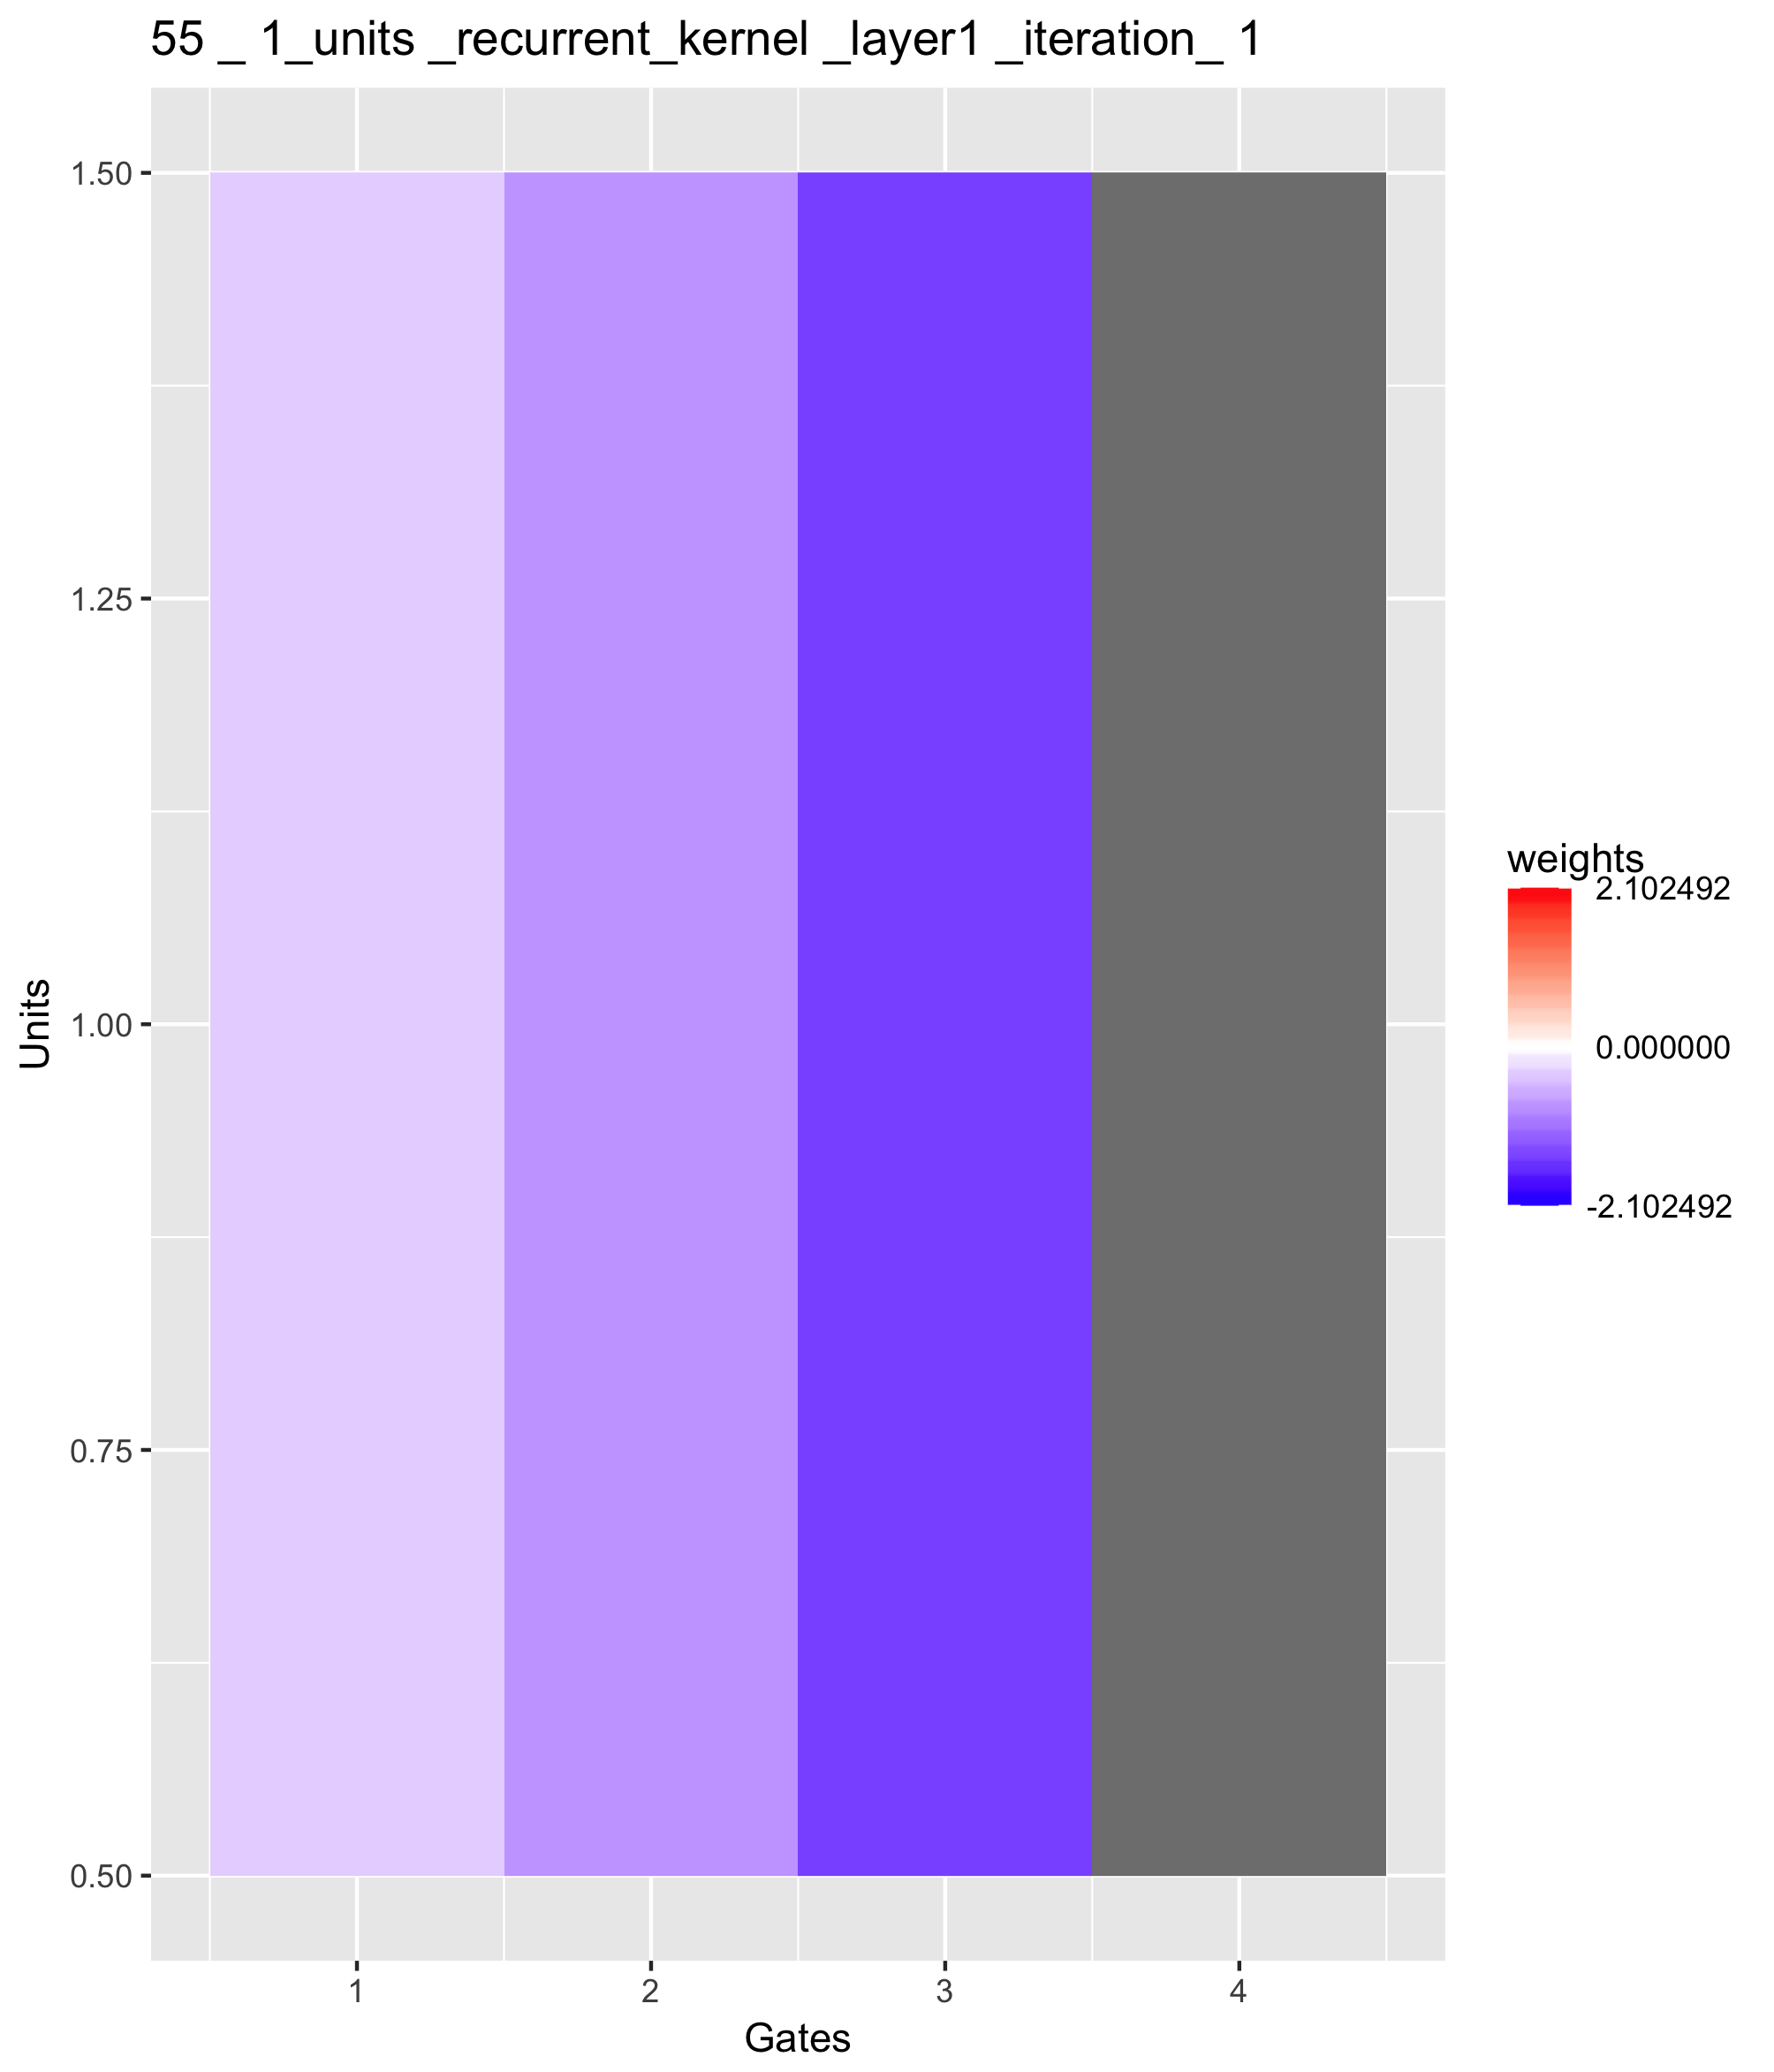 55 _ 1_units _recurrent_kernel _layer1 _iteration_ 1
1.50
1.25
1.00
0.75
0.50
Units
1 2 3 4
Gates
weights
2.102492
0.000000
-2.102492